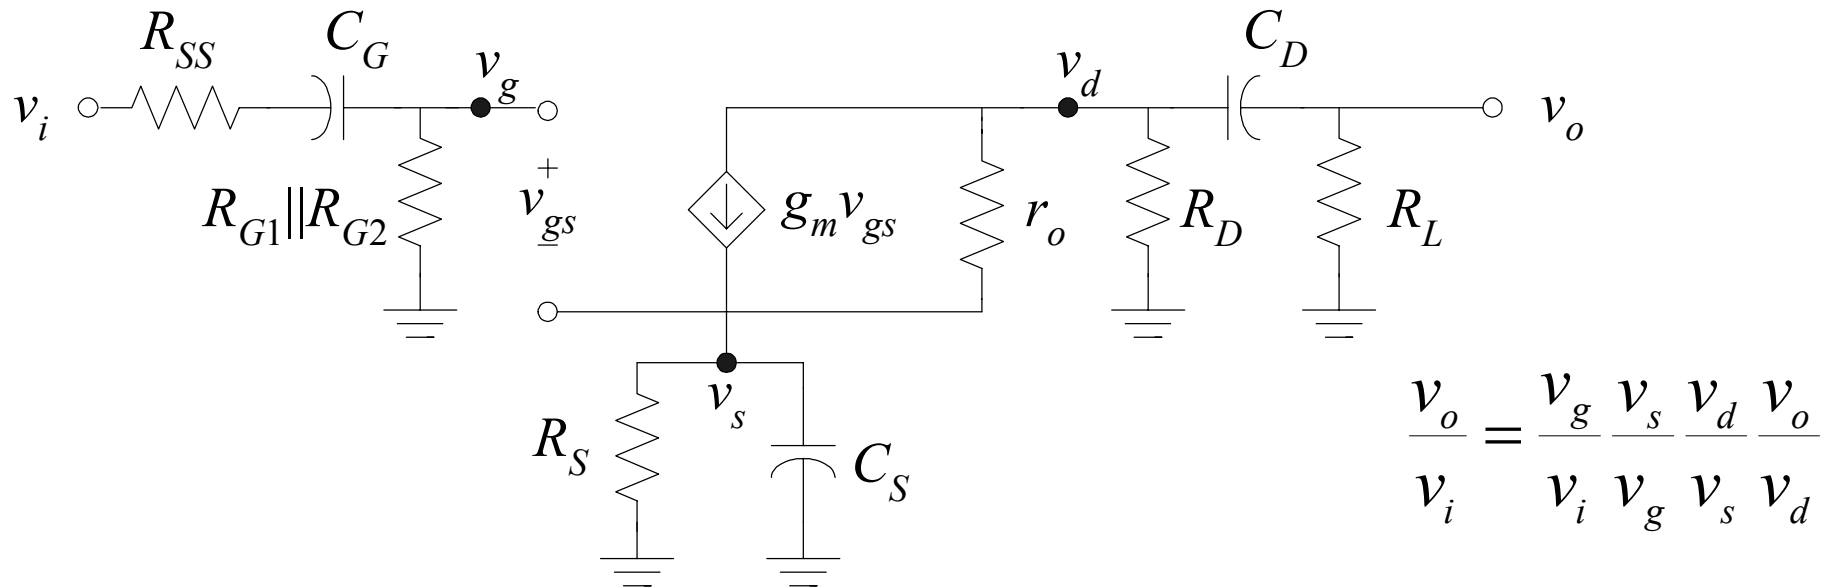 R_SS
C_G
v_g
v_d
C_D
v_i
v_o
R_G1||R_G2
+
v_gs
−
g_m v_gs
r_o
R_D
R_L
v_s
R_S
C_S
v_o/v_i = v_g/v_i v_s/v_g v_d/v_s v_o/v_d